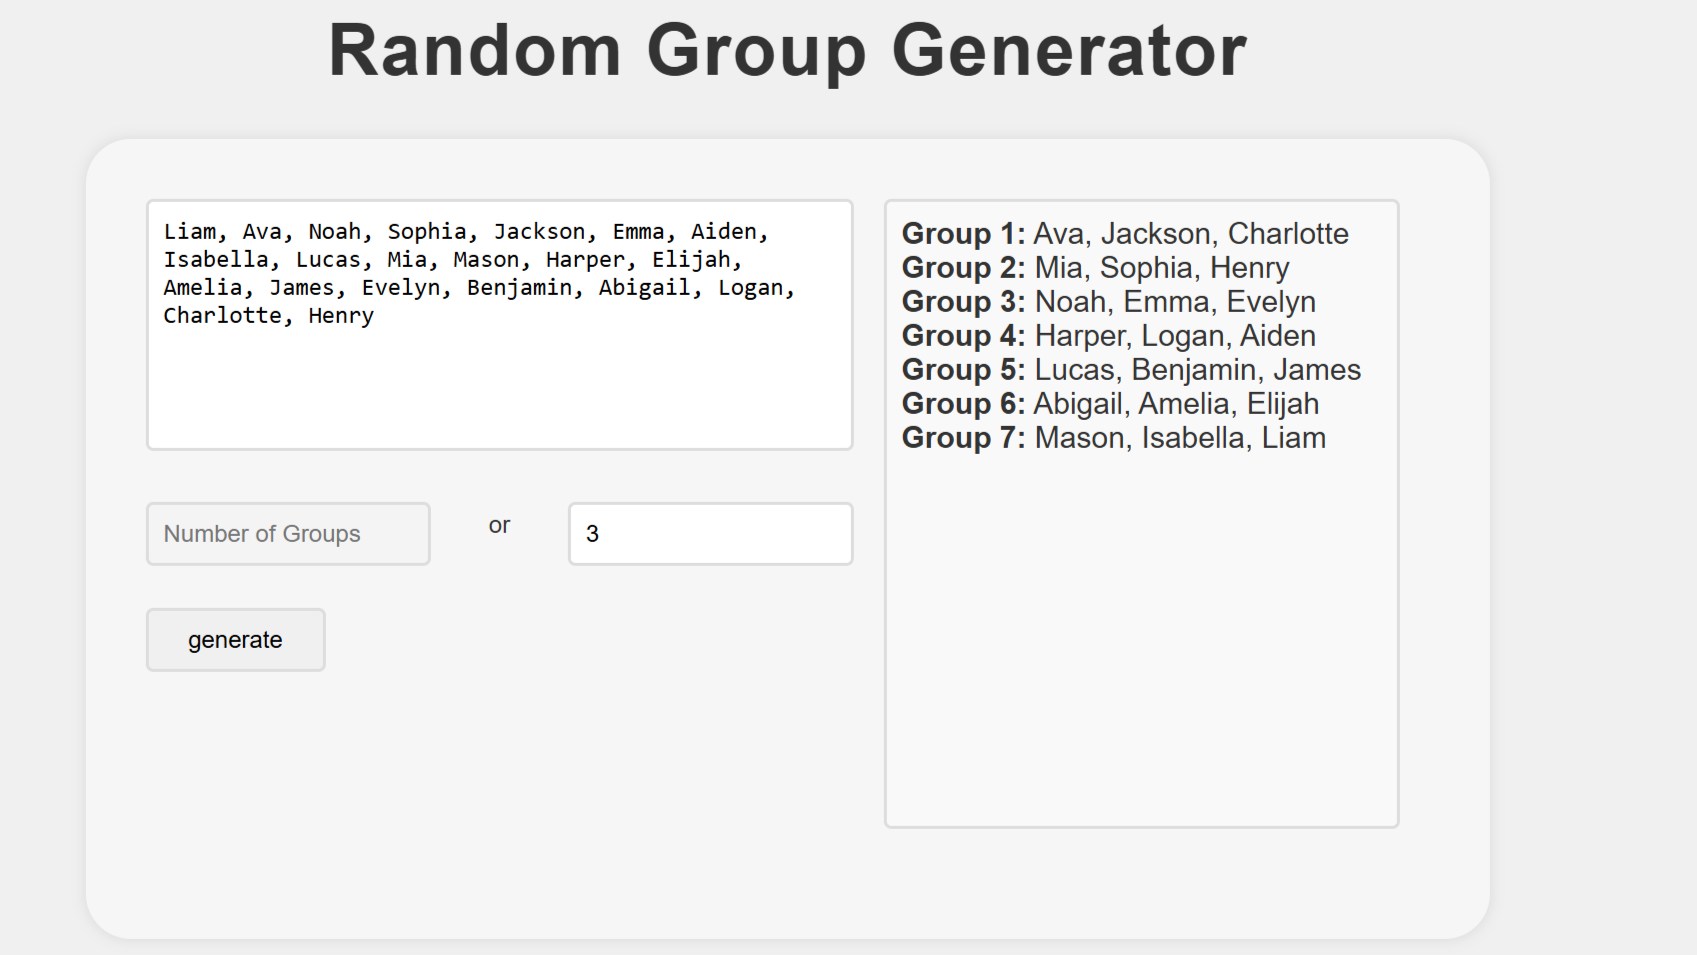 Random Group Generator
Liam, Ava, Noah, Sophia, Jackson, Emma, Aiden,
Isabella, Lucas, Mia, Mason, Harper, Elijah,
Amelia, James, Evelyn, Benjamin, Abigail, Logan,
Charlotte, Henry
Number of Groups
or
3
generate
Group 1: Ava, Jackson, Charlotte
Group 2: Mia, Sophia, Henry
Group 3: Noah, Emma, Evelyn
Group 4: Harper, Logan, Aiden
Group 5: Lucas, Benjamin, James
Group 6: Abigail, Amelia, Elijah
Group 7: Mason, Isabella, Liam